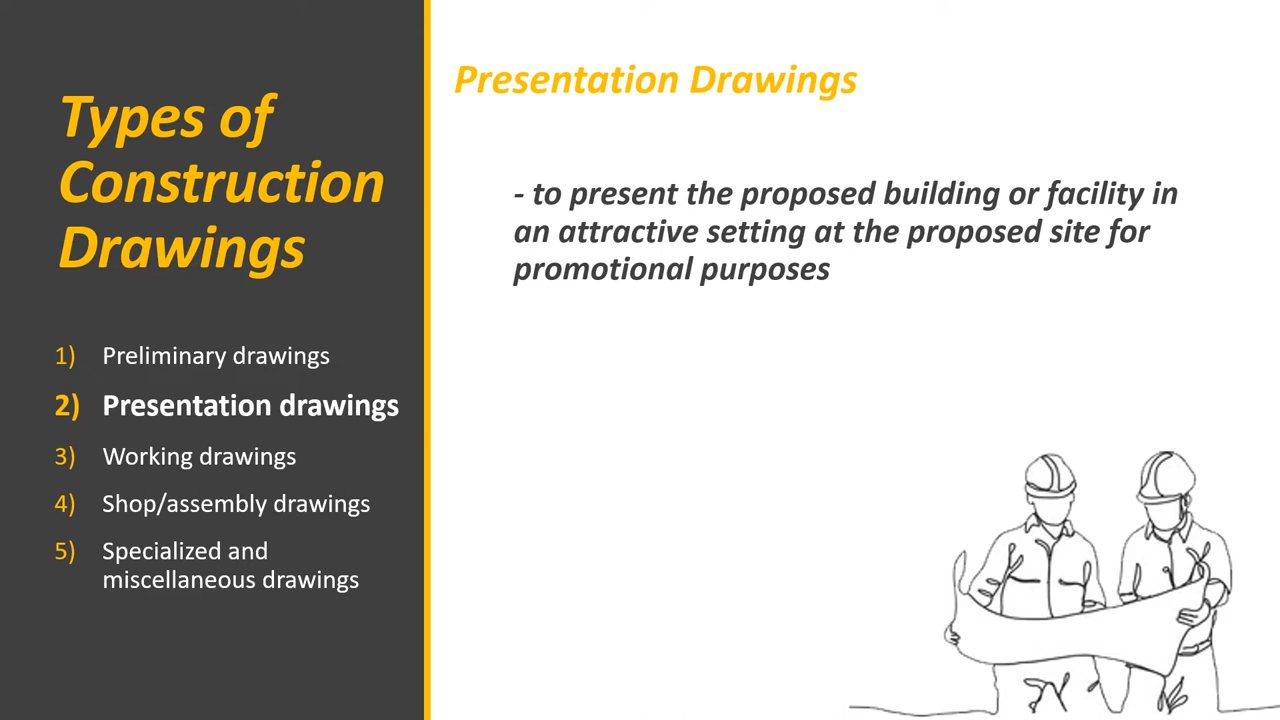 Types of
Construction
Drawings
1) Preliminary drawings
2) Presentation drawings
3) Working drawings
4) Shop/assembly drawings
5) Specialized and
miscellaneous drawings
Presentation Drawings
- to present the proposed building or facility in
an attractive setting at the proposed site for
promotional purposes